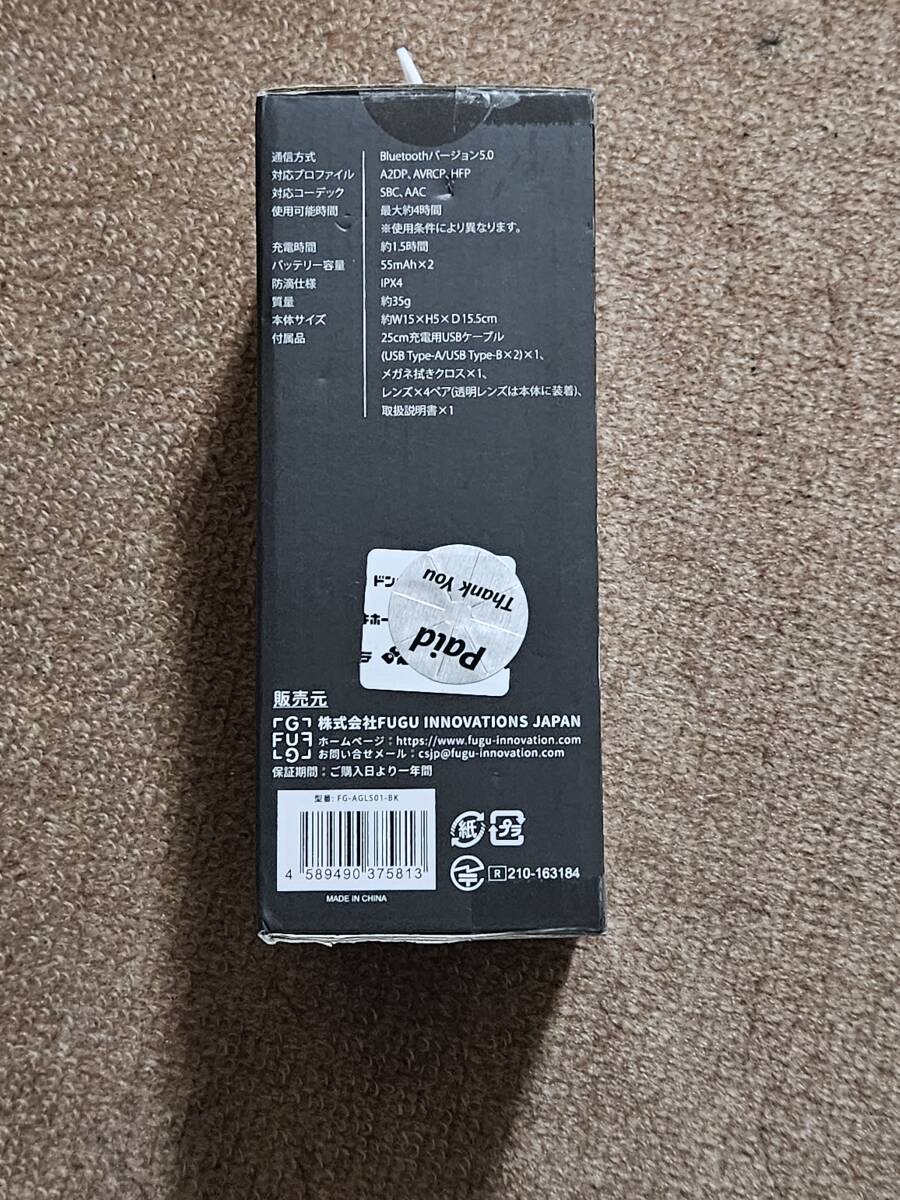 通信方式 Bluetoothバージョン5.0
対応プロファイル A2DP、AVRCP、HFP
対応コーデック SBC、AAC
使用可能時間 最大約4時間
※使用条件により異なります。
充電時間 約1.5時間
バッテリー容量 55mAh×2
防滴仕様 IPX4
質量 約35g
本体サイズ 約W15×H5×D15.5cm
付属品 25cm充電用USBケーブル
(USB Type-A/USB Type-B×2)×1、
メガネ拭きクロス×1、
レンズ×4ペア(透明レンズは本体に装着)、
取扱説明書×1
ドン
Thank You
Paid
販売元
FUGU 株式会社FUGU INNOVATIONS JAPAN
ホームページ：https://www.fugu-innovation.com
お問い合せメール：csjp@fugu-innovation.com
保証期間：ご購入日より一年間
型番: FG-AGLS01-BK
4 589490 375813
MADE IN CHINA
紙 プラ
R 210-163184